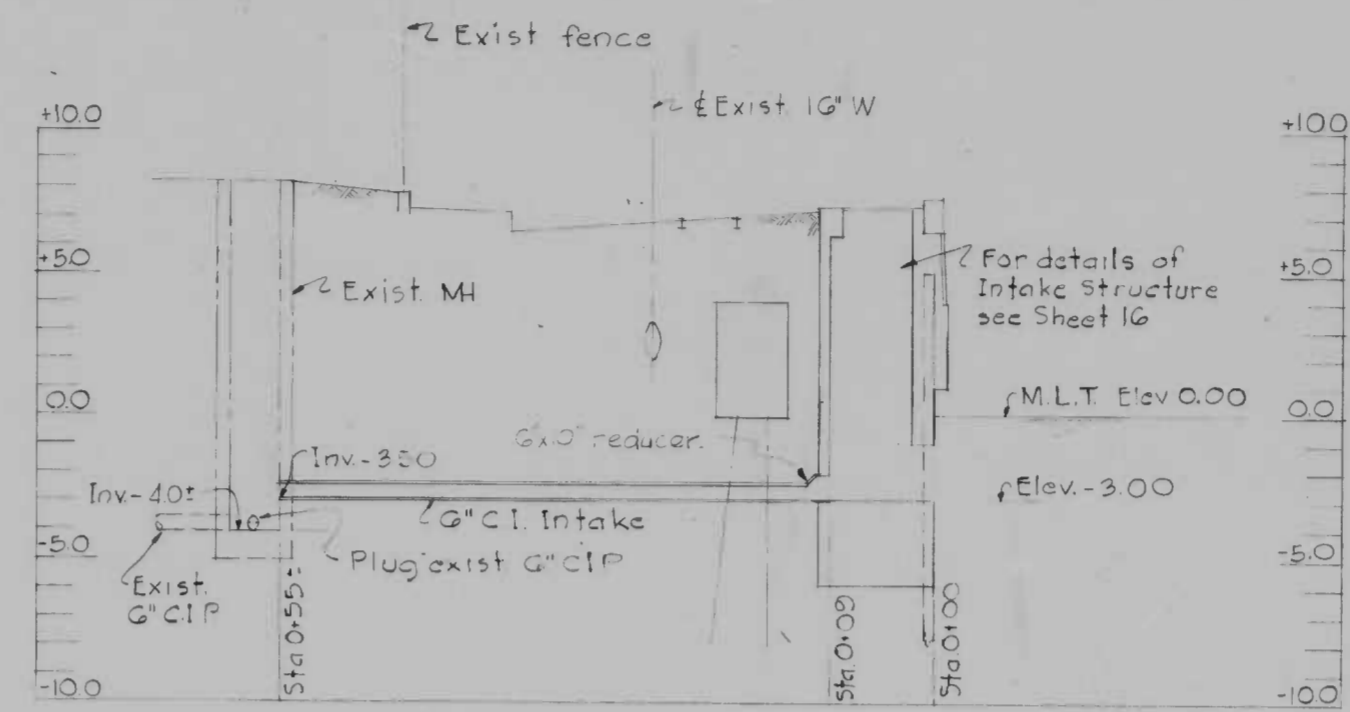 Exist fence
℄ Exist. 16" W
+10.0
+10.0
+5.0
Exist. MH
For details of
Intake Structure
see Sheet 16
+5.0
0.0
M.L.T. Elev 0.00
0.0
reducer.
Inv.-3.50
Inv.-4.0±
Elev.-3.00
6" C.I. Intake
-5.0
Plug exist 6" CIP
-5.0
Exist.
6" C.I.P
Sta 0+55±
Sta.0+09
Sta.0+00
-10.0
-10.0